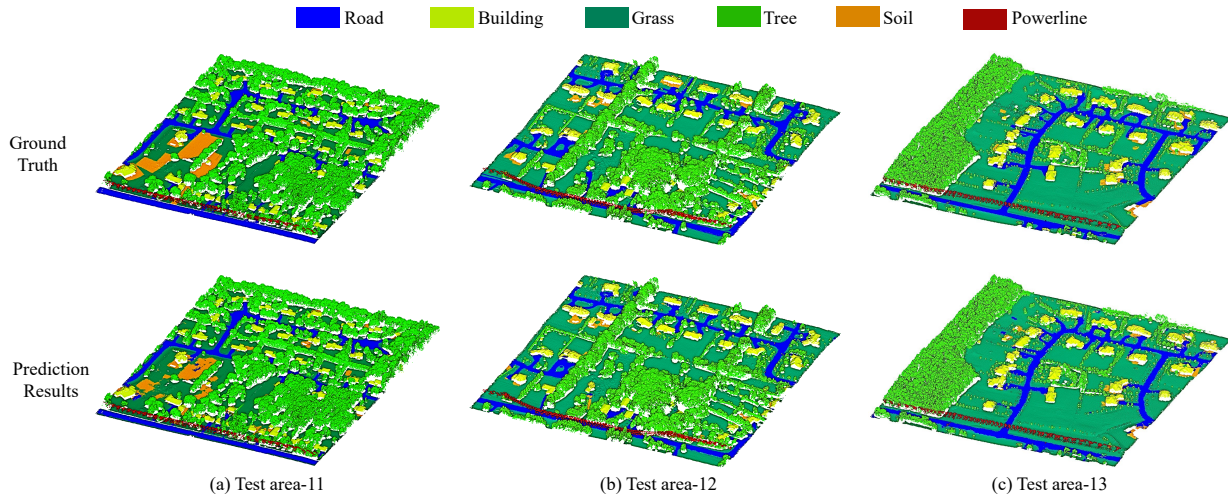 Road Building Grass Tree Soil Powerline
Ground
Truth
Prediction
Results
(a) Test area-11 (b) Test area-12 (c) Test area-13